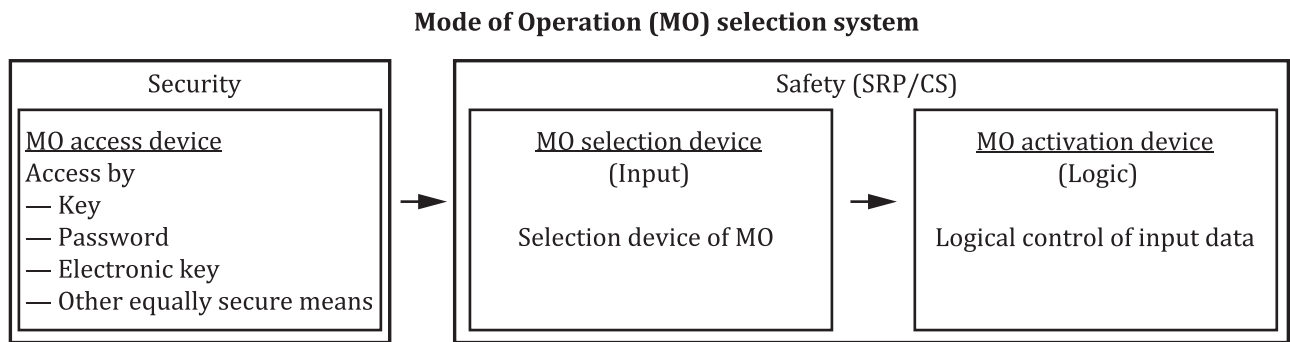 Mode of Operation (MO) selection system
Security
MO access device
Access by
— Key
— Password
— Electronic key
— Other equally secure means
Safety (SRP/CS)
MO selection device
(Input)
Selection device of MO
MO activation device
(Logic)
Logical control of input data